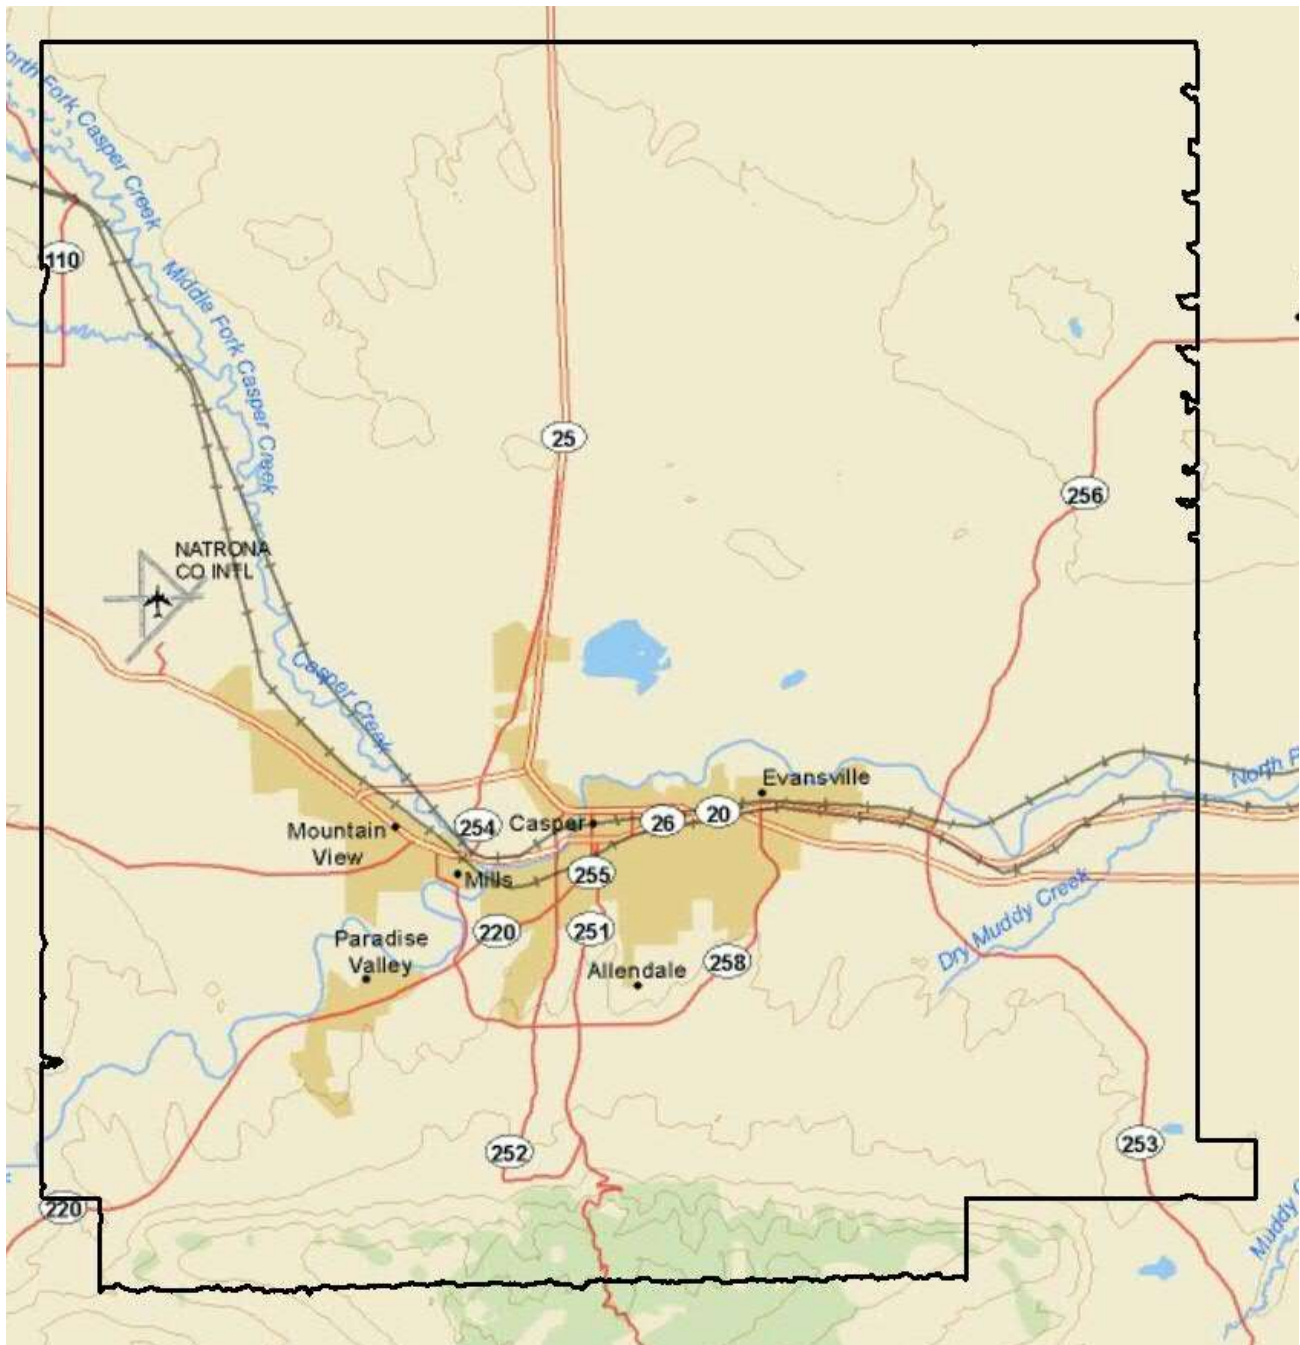 North Fork Casper Creek
110
Middle Fork Casper Creek
25
256
NATRONA
CO INTL
Casper Creek
Evansville
North P
Mountain
View
254
Casper
26
20
Mills
255
Dry Muddy Creek
220
251
Paradise
Valley
258
Allendale
252
253
220
Muddy C